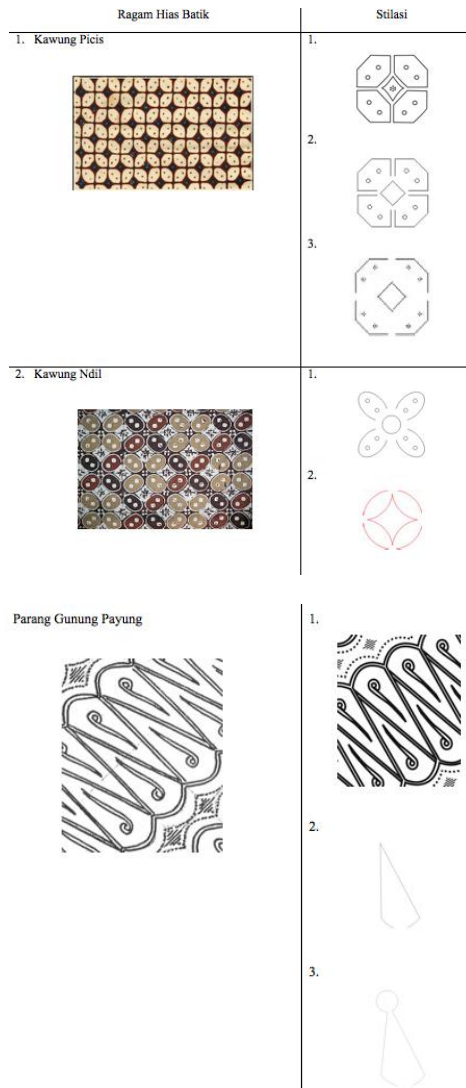 Ragam Hias Batik
Stilasi
1. Kawung Picis
1.
2.
3.
2. Kawung Ndil
1.
2.
Parang Gunung Payung
1.
2.
3.